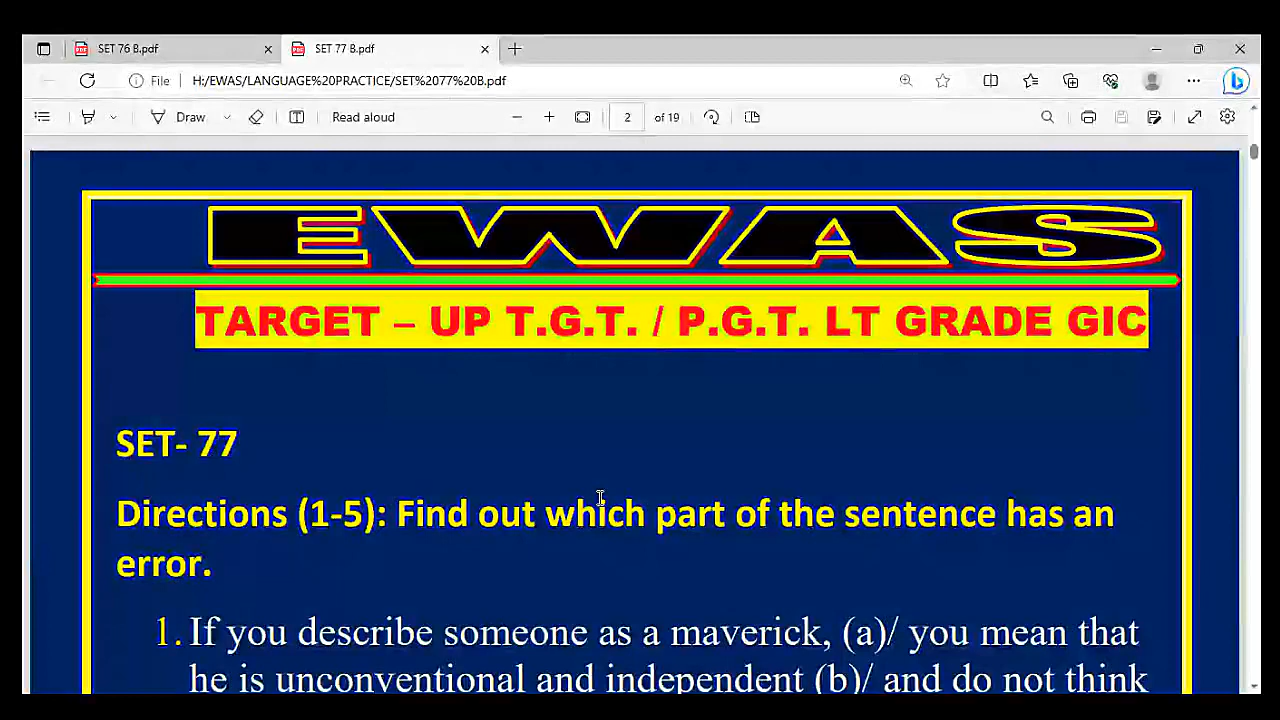 SET 76 B.pdf
SET 77 B.pdf
File H:/EWAS/LANGUAGE%20PRACTICE/SET%2077%20B.pdf
Draw
Read aloud
2 of 19
EWAS
TARGET – UP T.G.T. / P.G.T. LT GRADE GIC
SET- 77
Directions (1-5): Find out which part of the sentence has an
error.
1. If you describe someone as a maverick, (a)/ you mean that
he is unconventional and independent (b)/ and do not think